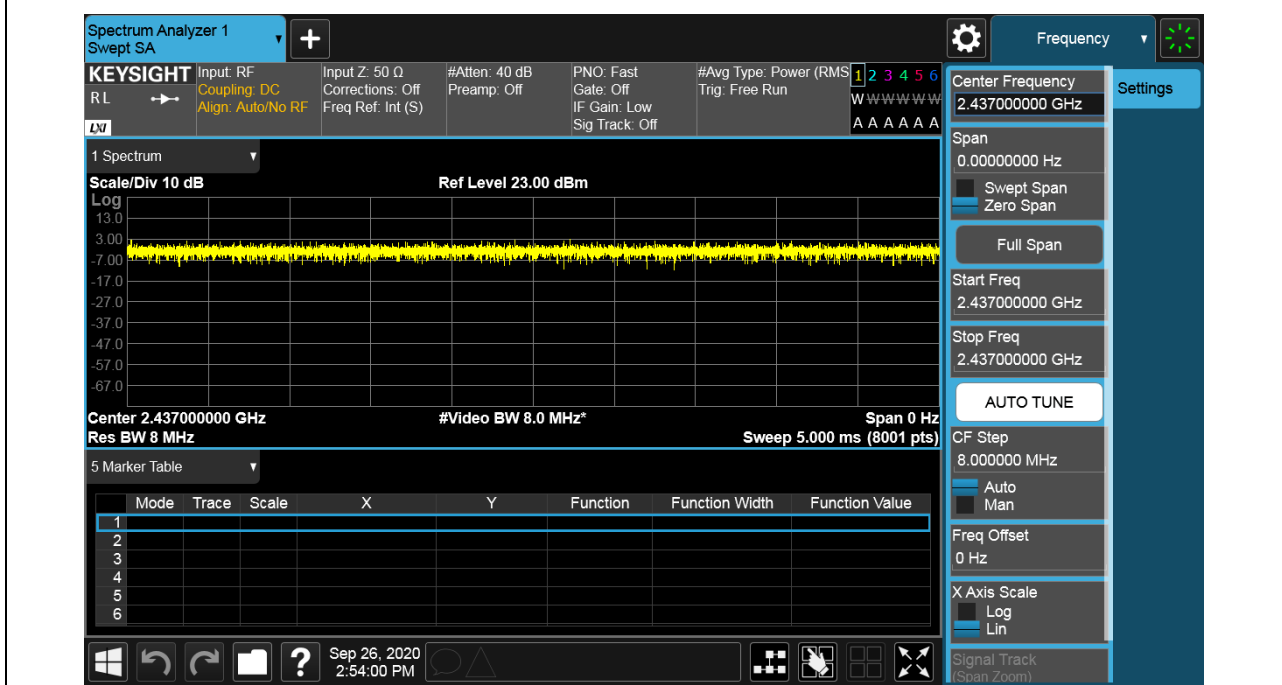 Spectrum Analyzer 1
Swept SA
Frequency
KEYSIGHT
RL
LXI
Input: RF
Coupling: DC
Align: Auto/No RF
Input Z: 50 Ω
Corrections: Off
Freq Ref: Int (S)
#Atten: 40 dB
Preamp: Off
PNO: Fast
Gate: Off
IF Gain: Low
Sig Track: Off
#Avg Type: Power (RMS
Trig: Free Run
1 2 3 4 5 6
W W W W W W
A A A A A A
1 Spectrum
Scale/Div 10 dB
Ref Level 23.00 dBm
Log
13.0
3.00
-7.00
-17.0
-27.0
-37.0
-47.0
-57.0
-67.0
Center 2.437000000 GHz
#Video BW 8.0 MHz*
Span 0 Hz
Res BW 8 MHz
Sweep 5.000 ms (8001 pts)
5 Marker Table
Mode Trace Scale X Y Function Function Width Function Value
1
2
3
4
5
6
Sep 26, 2020
2:54:00 PM
Center Frequency
2.437000000 GHz
Settings
Span
0.00000000 Hz
Swept Span
Zero Span
Full Span
Start Freq
2.437000000 GHz
Stop Freq
2.437000000 GHz
AUTO TUNE
CF Step
8.000000 MHz
Auto
Man
Freq Offset
0 Hz
X Axis Scale
Log
Lin
Signal Track
(Span Zoom)